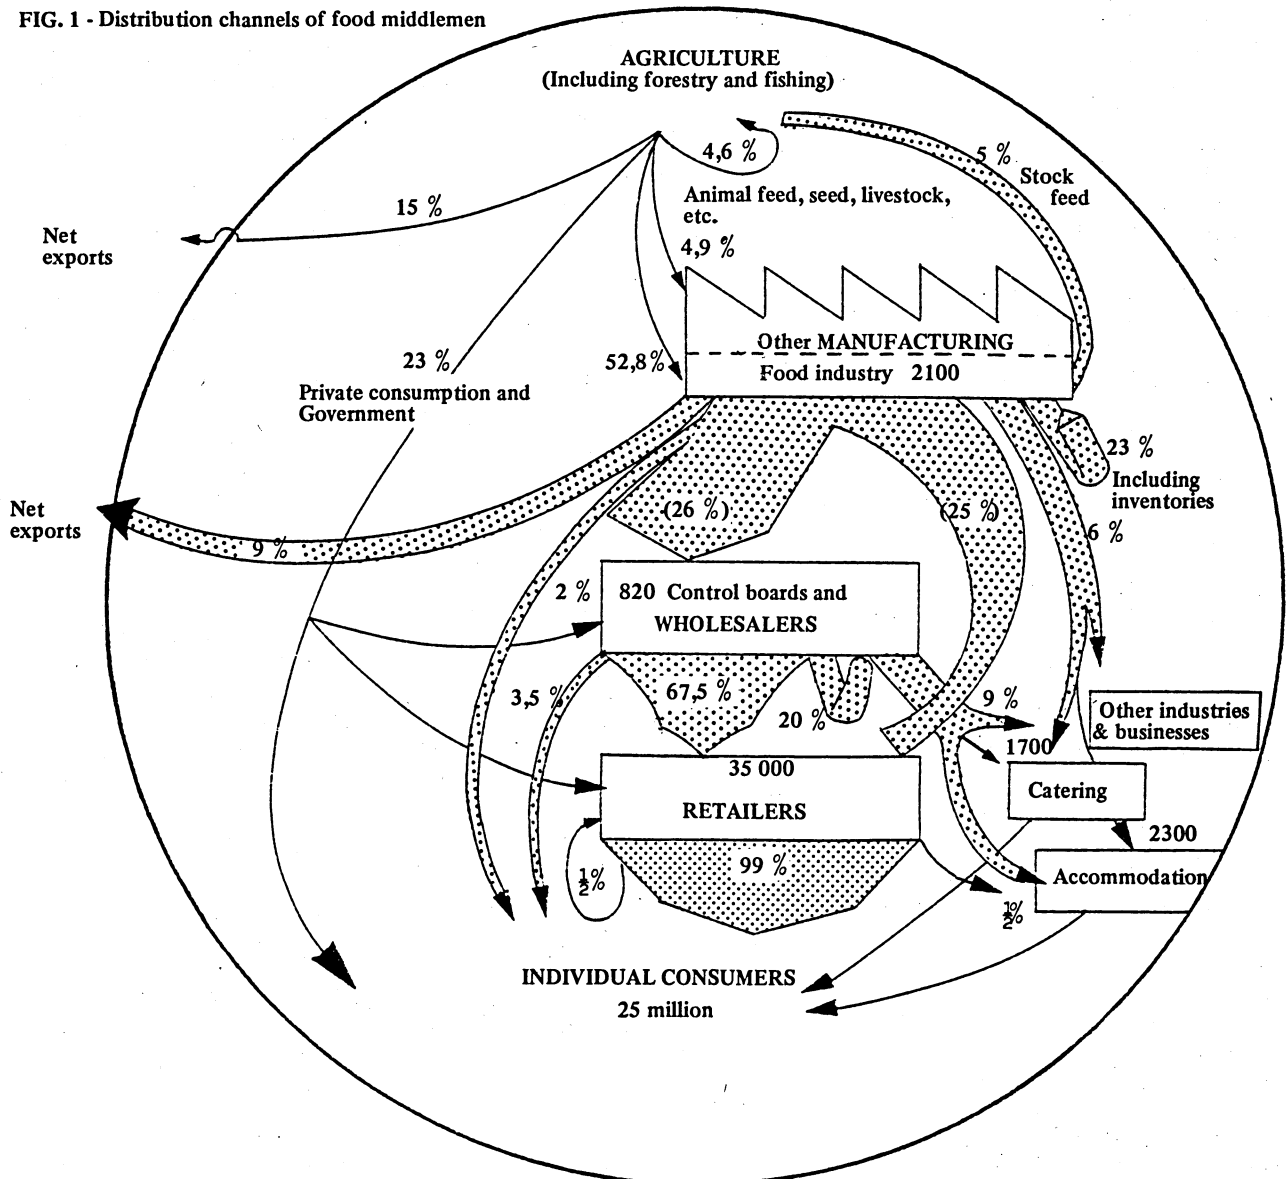 FIG. 1 - Distribution channels of food middlemen
AGRICULTURE
(Including forestry and fishing)
4,6 %
5 %
Stock
feed
Animal feed, seed, livestock,
etc.
15 %
Net
exports
4,9 %
Other MANUFACTURING
23 %
52,8%
Food industry 2100
Private consumption and
Government
23 %
Including
inventories
Net
exports
(26 %)
(25 %)
6 %
9 %
2 %
820 Control boards and
WHOLESALERS
3,5 %
67,5 %
20 %
9 %
Other industries
& businesses
1700
35 000
RETAILERS
Catering
2300
99 %
½%
Accommodation
½%
INDIVIDUAL CONSUMERS
25 million